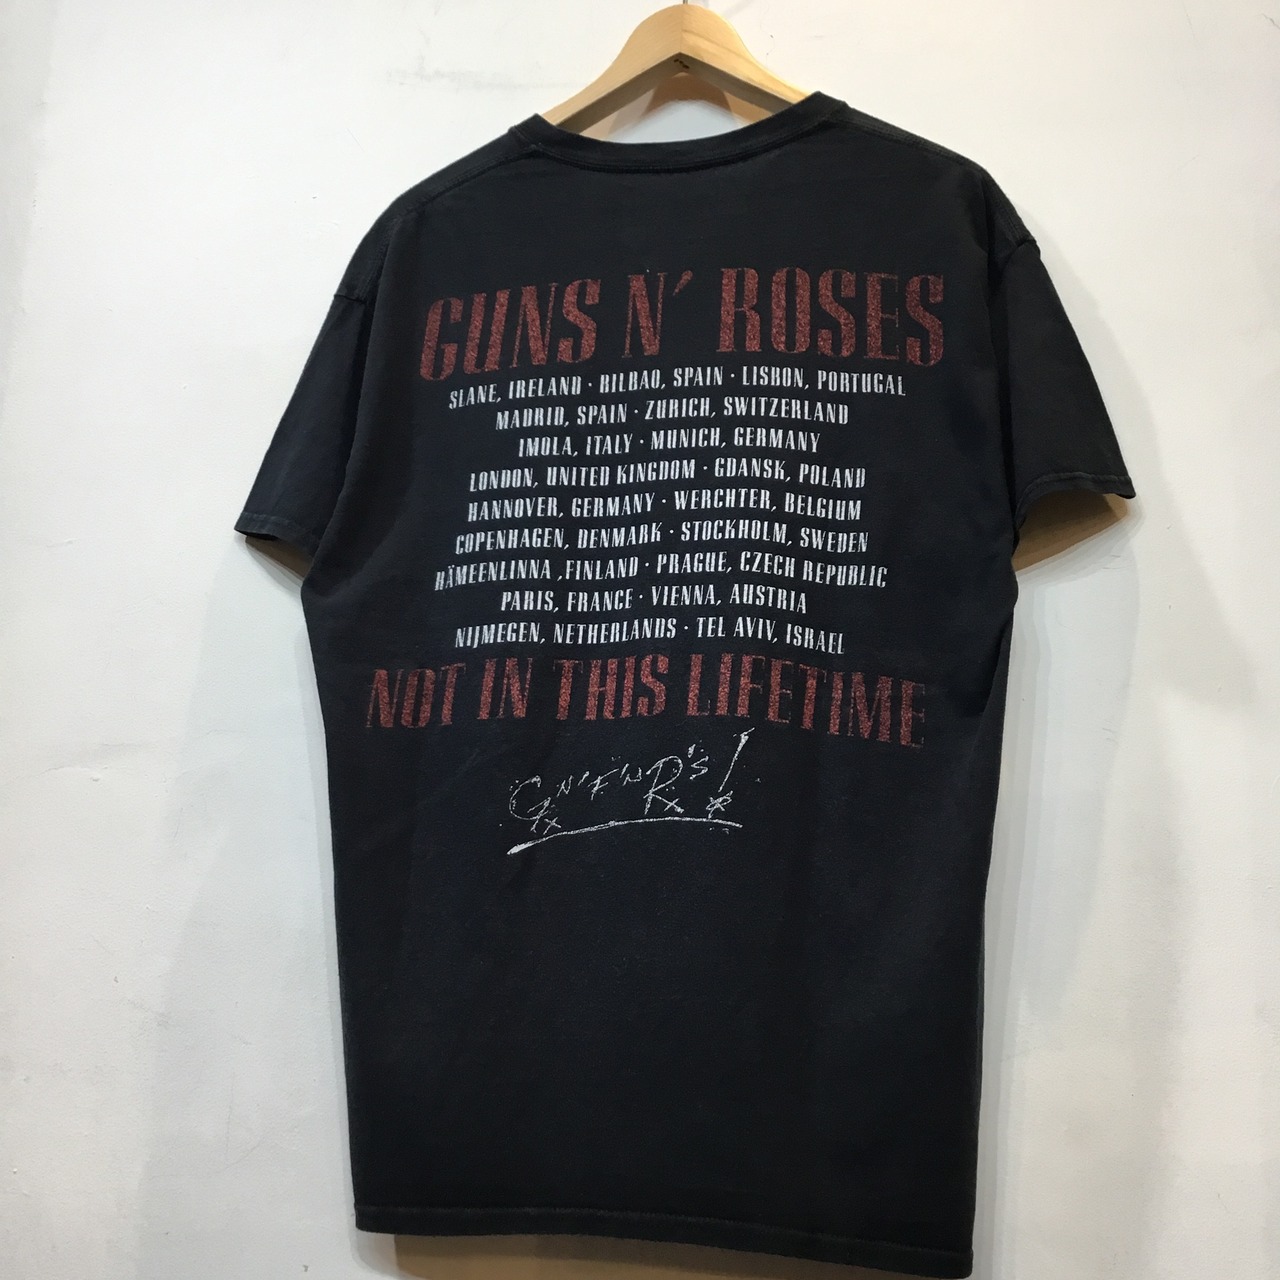 GUNS N' ROSES
SLANE, IRELAND · BILBAO, SPAIN · LISBON, PORTUGAL
MADRID, SPAIN · ZURICH, SWITZERLAND
IMOLA, ITALY · MUNICH, GERMANY
LONDON, UNITED KINGDOM · GDANSK, POLAND
HANNOVER, GERMANY · WERCHTER, BELGIUM
COPENHAGEN, DENMARK · STOCKHOLM, SWEDEN
HÄMEENLINNA ,FINLAND · PRAGUE, CZECH REPUBLIC
PARIS, FRANCE · VIENNA, AUSTRIA
NIJMEGEN, NETHERLANDS · TEL AVIV, ISRAEL
NOT IN THIS LIFETIME
G N' F' N R's !